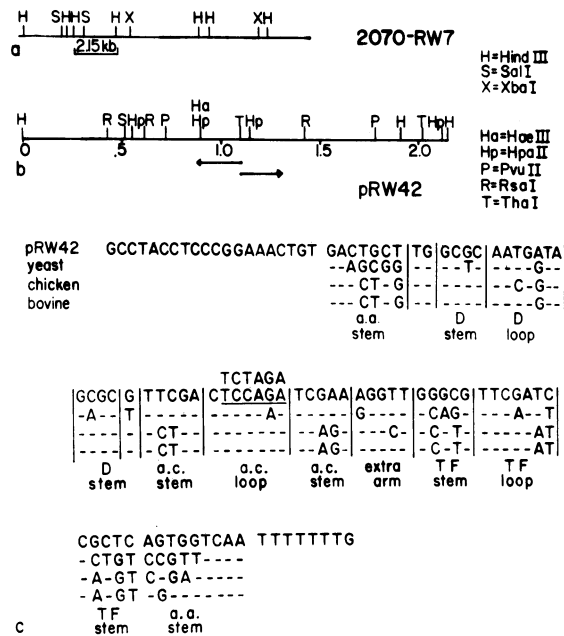 H SHHS H X H H X H
2.15 kb
a
2070-RW7
H=Hind III
S=Sal I
X=Xba I
Ha
H R S Hp R P Hp T Hp R P H T Hp H
0 .5 1.0 1.5 2.0
b
pRW42
Ha=Hae III
Hp=Hpa II
P=Pvu II
R=Rsa I
T=Tha I
pRW42 GCCTACCTCCCGGAAACTGT GACTGCT TG GCGC AATGATA
yeast --AGCGG -- --T- ----G--
chicken ---CT-G -- ---- ---C-G--
bovine ---CT-G -- ---- ----G--
a.a. D D
stem stem loop
TCTAGA
GCGC G TTCGA CTCCAGA TCGAA AGGTT GGGCG TTCGATC
-A-- T ----- -----A- ----- G---- -CAG- ----A-T
---- - -CT-- ------- --AG- ---C- -C-T- -----AT
---- - -CT-- ------- --AG- ----- -C-T- -----AT
D a.c. a.c. a.c. extra TF TF
stem stem loop stem arm stem loop
CGCTC AGTGGTCAA TTTTTTTG
-CTGT CCGTT----
-A-GT C-GA-----
-A-GT -G-----
TF a.a.
stem stem
c